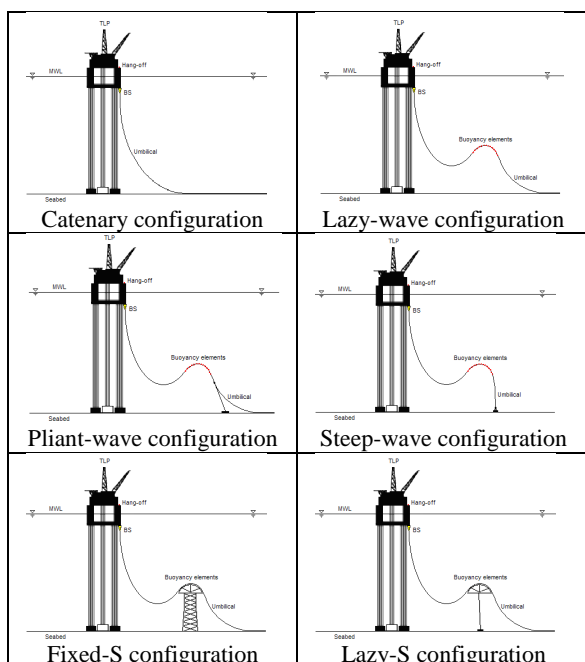 TLP
Hang-off
MWL
BS
Umbilical
Seabed
Catenary configuration
TLP
Hang-off
MWL
BS
Buoyancy elements
Umbilical
Seabed
Lazy-wave configuration
TLP
Hang-off
MWL
BS
Buoyancy elements
Umbilical
Seabed
Pliant-wave configuration
TLP
Hang-off
MWL
BS
Buoyancy elements
Umbilical
Seabed
Steep-wave configuration
TLP
Hang-off
MWL
BS
Buoyancy elements
Umbilical
Seabed
Fixed-S configuration
TLP
Hang-off
MWL
BS
Buoyancy elements
Umbilical
Seabed
Lazy-S configuration